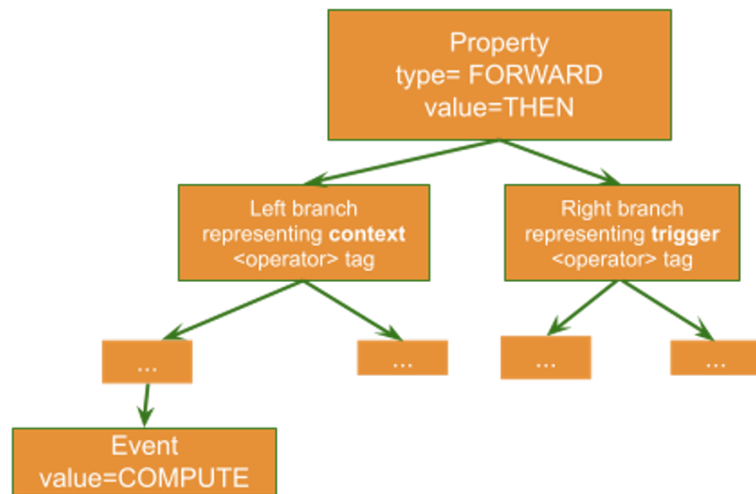 Property
type= FORWARD
value=THEN
Left branch
representing context
<operator> tag
Right branch
representing trigger
<operator> tag
...
...
...
...
Event
value=COMPUTE